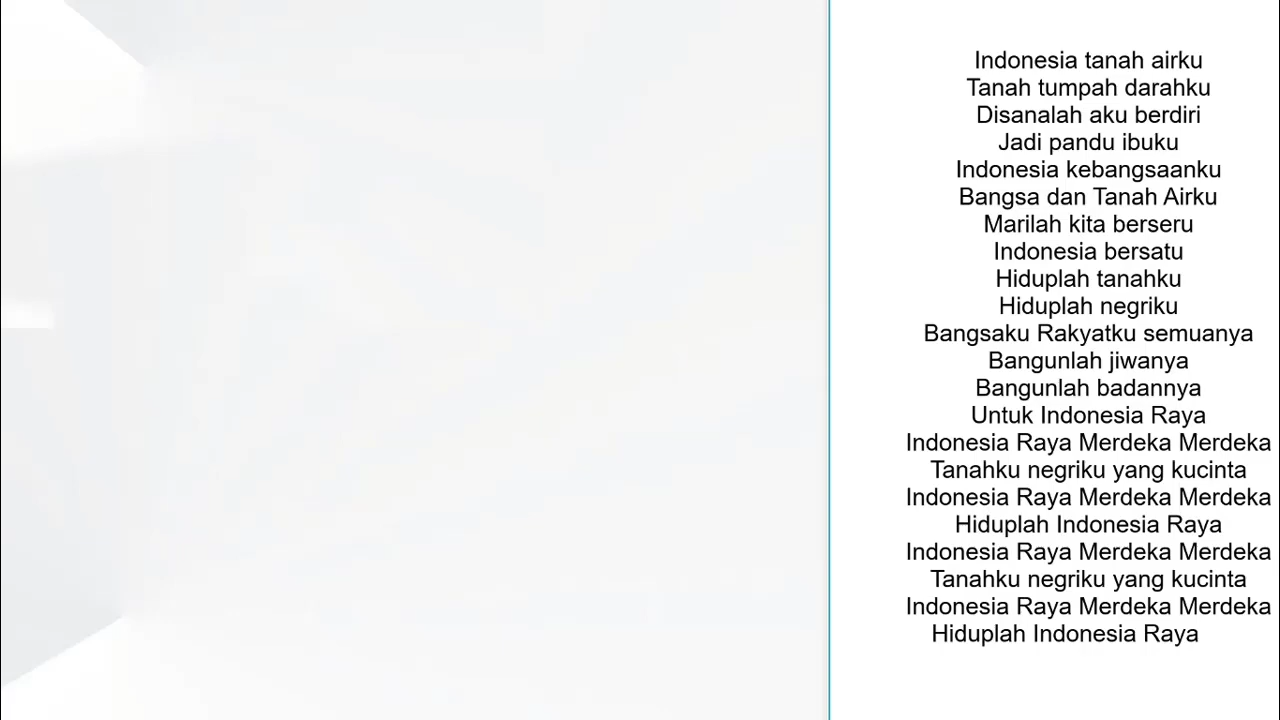 Indonesia tanah airku
Tanah tumpah darahku
Disanalah aku berdiri
Jadi pandu ibuku
Indonesia kebangsaanku
Bangsa dan Tanah Airku
Marilah kita berseru
Indonesia bersatu
Hiduplah tanahku
Hiduplah negriku
Bangsaku Rakyatku semuanya
Bangunlah jiwanya
Bangunlah badannya
Untuk Indonesia Raya
Indonesia Raya Merdeka Merdeka
Tanahku negriku yang kucinta
Indonesia Raya Merdeka Merdeka
Hiduplah Indonesia Raya
Indonesia Raya Merdeka Merdeka
Tanahku negriku yang kucinta
Indonesia Raya Merdeka Merdeka
Hiduplah Indonesia Raya